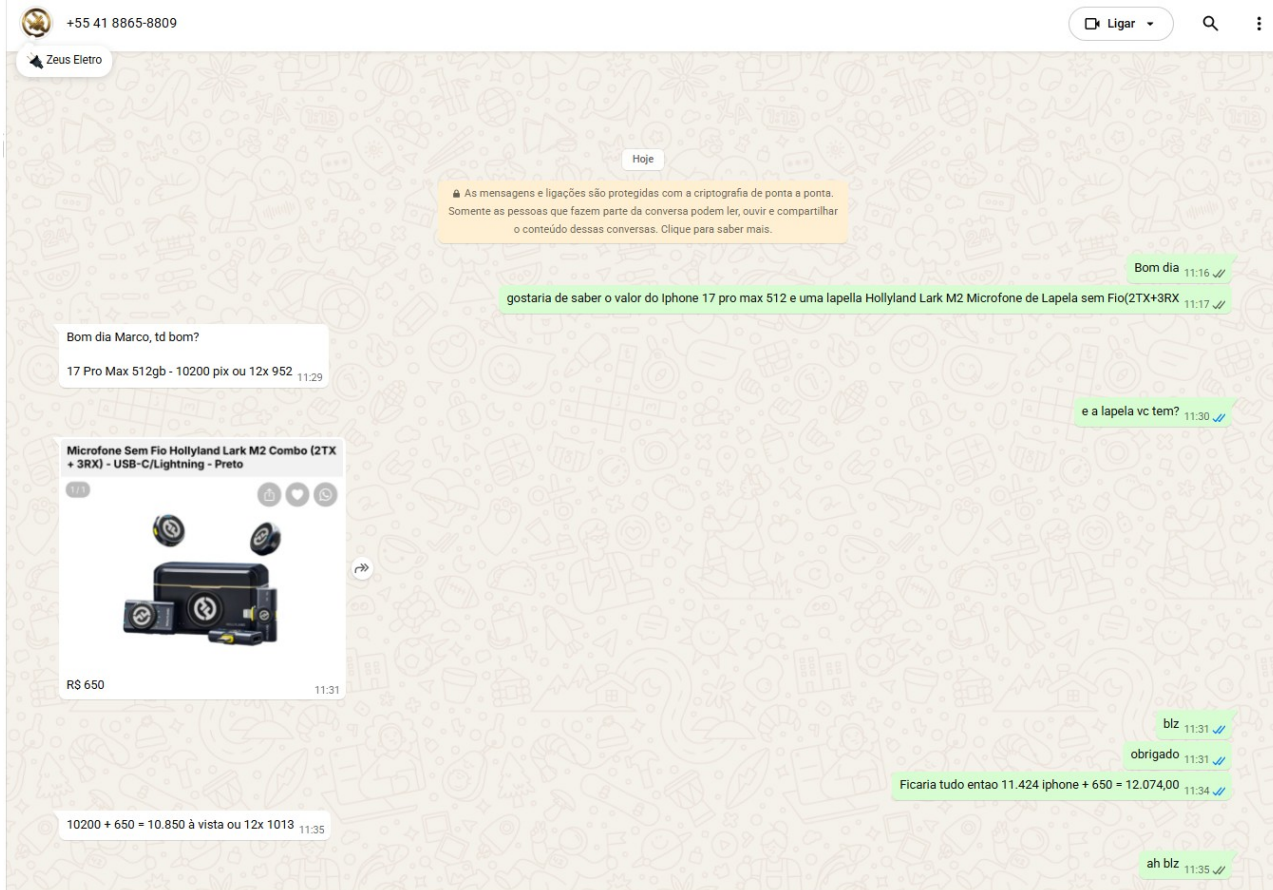 +55 41 8865-8809
Ligar
Zeus Eletro
Hoje
As mensagens e ligações são protegidas com a criptografia de ponta a ponta.
Somente as pessoas que fazem parte da conversa podem ler, ouvir e compartilhar
o conteúdo dessas conversas. Clique para saber mais.
Bom dia 11:16
gostaria de saber o valor do Iphone 17 pro max 512 e uma lapella Hollyland Lark M2 Microfone de Lapela sem Fio(2TX+3RX 11:17
Bom dia Marco, td bom?
17 Pro Max 512gb - 10200 pix ou 12x 952 11:29
e a lapela vc tem? 11:30
Microfone Sem Fio Hollyland Lark M2 Combo (2TX
+ 3RX) - USB-C/Lightning - Preto
1/1
R$ 650
11:31
blz 11:31
obrigado 11:31
Ficaria tudo entao 11.424 iphone + 650 = 12.074,00 11:34
10200 + 650 = 10.850 à vista ou 12x 1013 11:35
ah blz 11:35